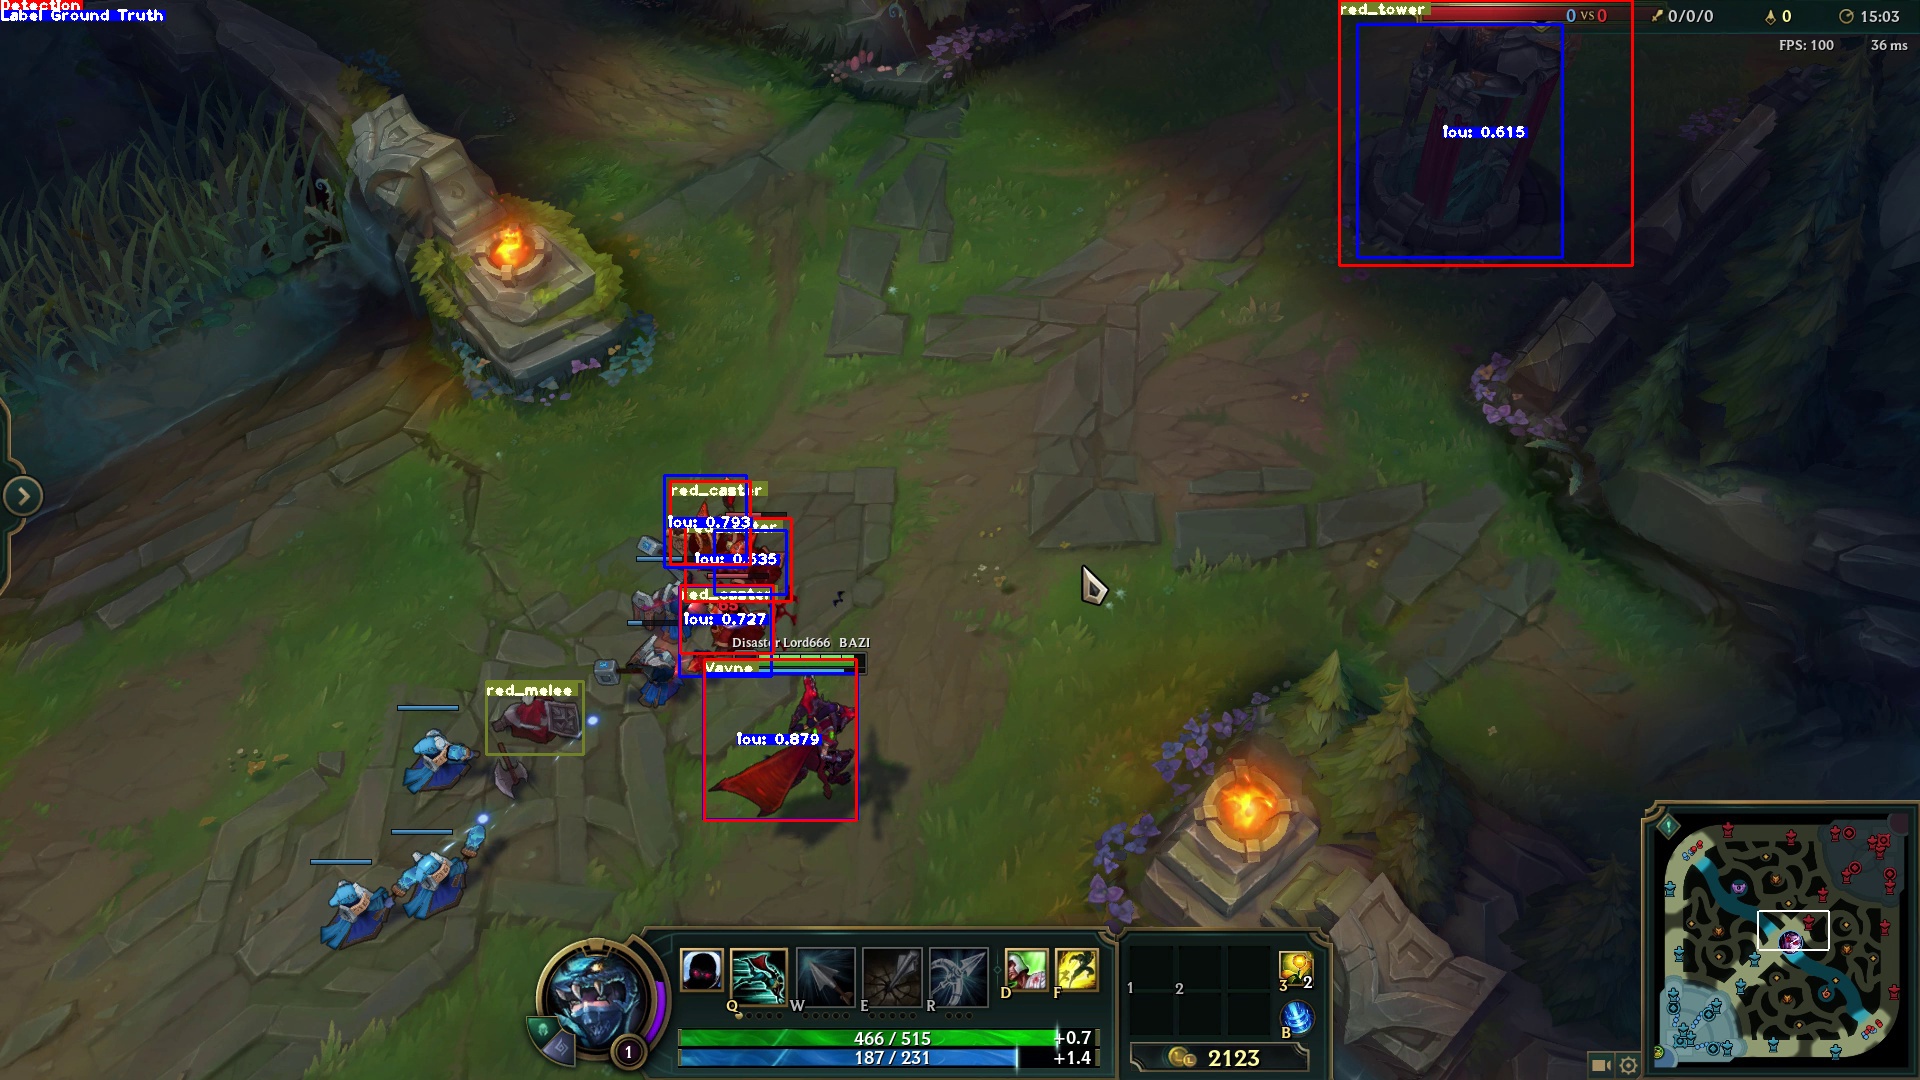 Detection
Label Ground Truth
red_tower
0 VS 0
0/0/0
0
15:03
FPS: 100
36 ms
Iou: 0.615
red_caster
Iou: 0.793
Iou: 0.535
red_caster
Iou: 0.727
Disaster Lord666 BAZI
Vayne
red_melee
Iou: 0.879
Q
W
E
R
D
F
1
2
3
2
B
1
466 / 515
+0.7
187 / 231
+1.4
2123